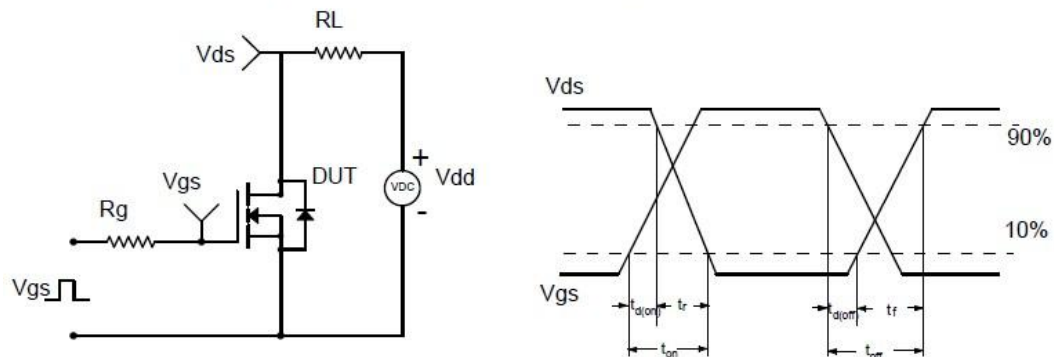 RL
Vds
Vgs
DUT
+
VDC
Vdd
-
Rg
Vgs
Vds
90%
10%
Vgs
td(on)
tr
td(off)
tf
ton
toff